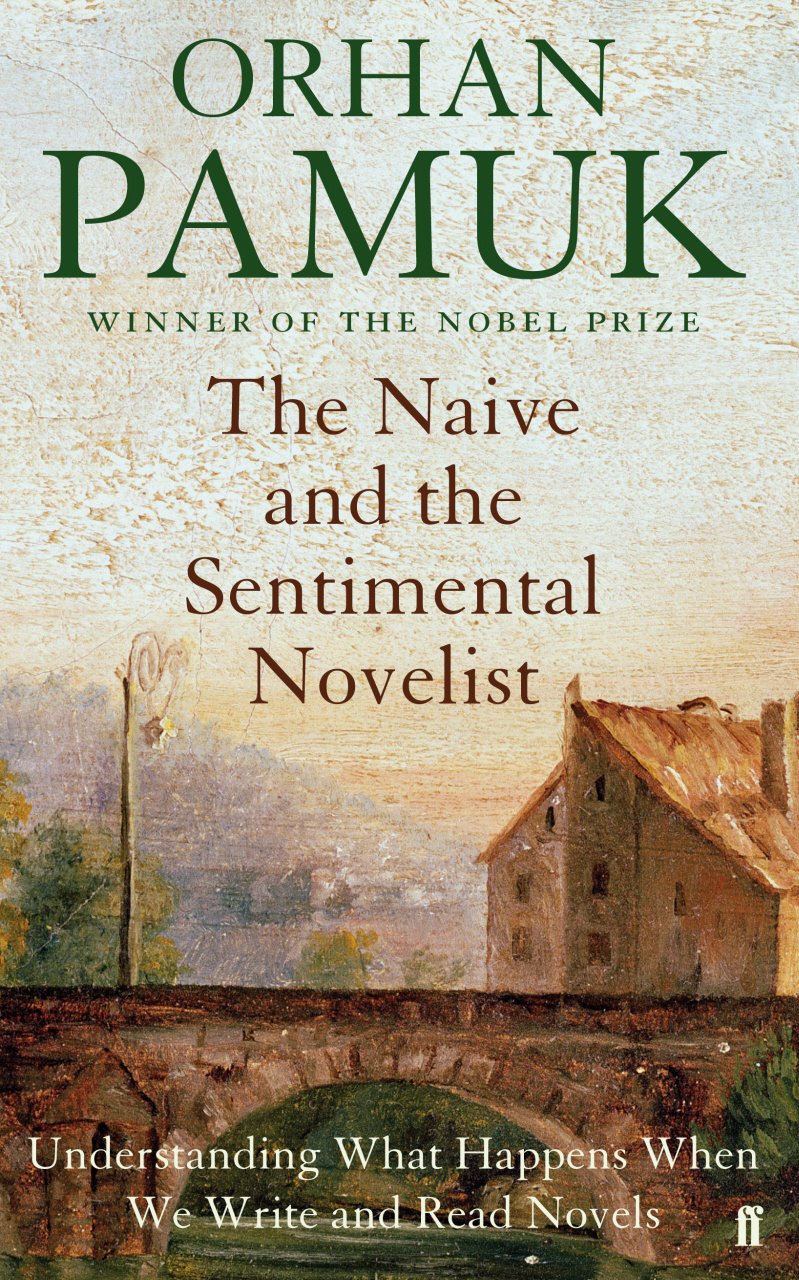 ORHAN
PAMUK
WINNER OF THE NOBEL PRIZE
The Naive
and the
Sentimental
Novelist
Understanding What Happens When
We Write and Read Novels
ff